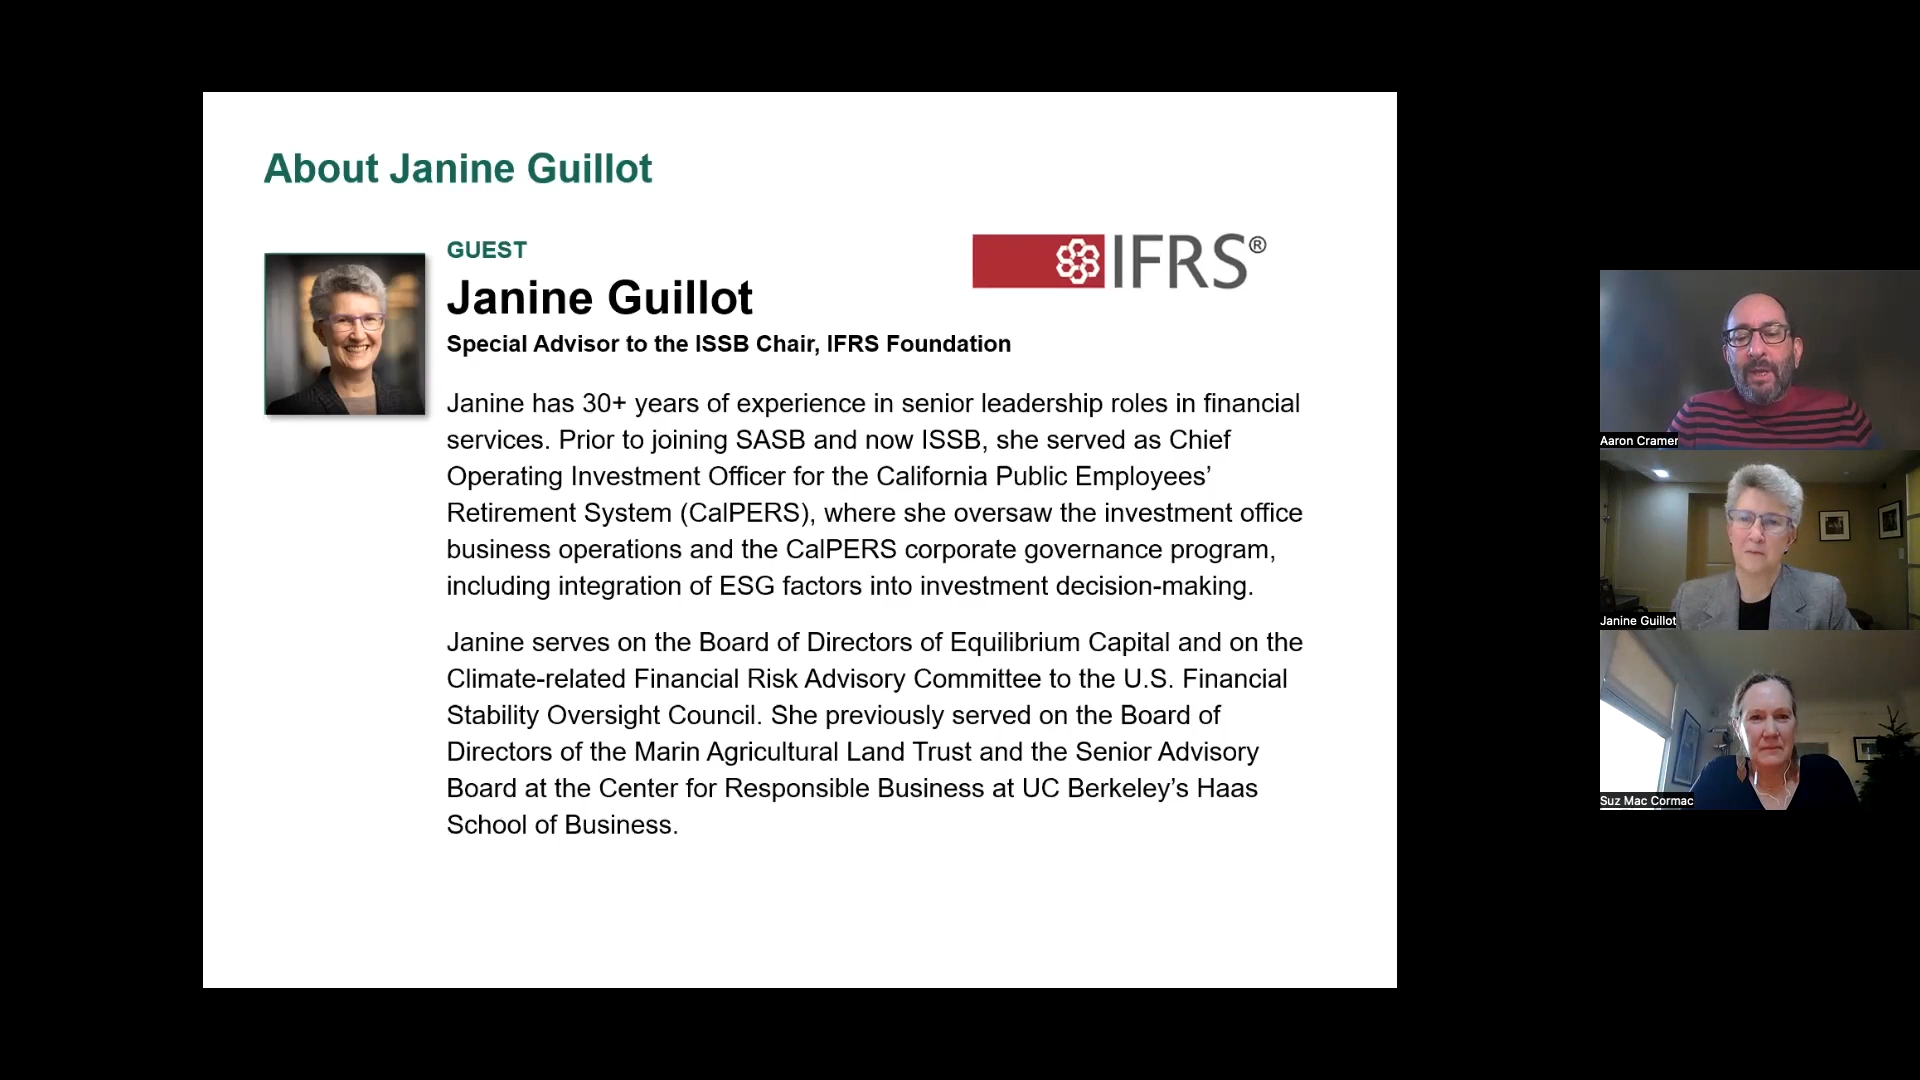 About Janine Guillot
GUEST
IFRS®
Janine Guillot
Special Advisor to the ISSB Chair, IFRS Foundation
Janine has 30+ years of experience in senior leadership roles in financial
services. Prior to joining SASB and now ISSB, she served as Chief
Operating Investment Officer for the California Public Employees’
Retirement System (CalPERS), where she oversaw the investment office
business operations and the CalPERS corporate governance program,
including integration of ESG factors into investment decision-making.
Janine serves on the Board of Directors of Equilibrium Capital and on the
Climate-related Financial Risk Advisory Committee to the U.S. Financial
Stability Oversight Council. She previously served on the Board of
Directors of the Marin Agricultural Land Trust and the Senior Advisory
Board at the Center for Responsible Business at UC Berkeley’s Haas
School of Business.
Aaron Cramer
Janine Guillot
Suz Mac Cormac